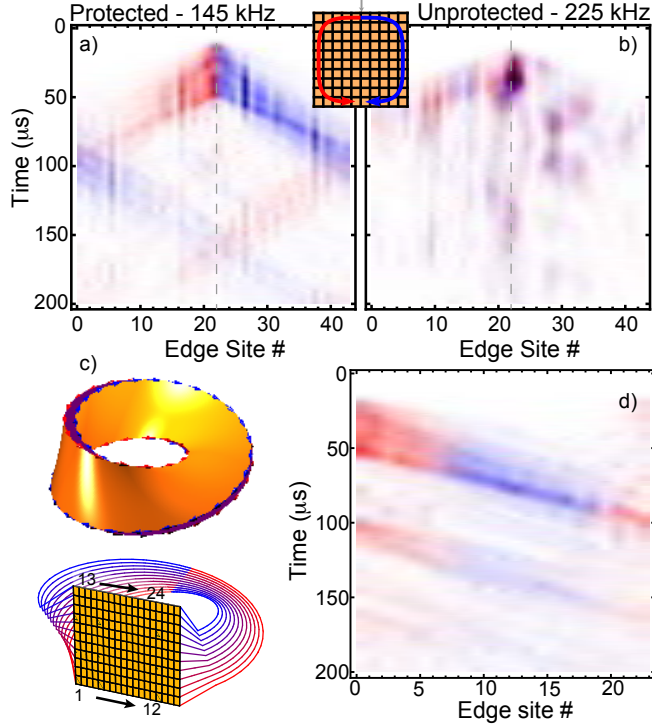 Protected - 145 kHz
Unprotected - 225 kHz
a)
b)
0
50
100
150
200
Time (μs)
0 10 20 30 40
Edge Site #
0 10 20 30 40
Edge Site #
c)
13
24
1
12
d)
0
50
100
150
200
Time (μs)
0 5 10 15 20
Edge site #